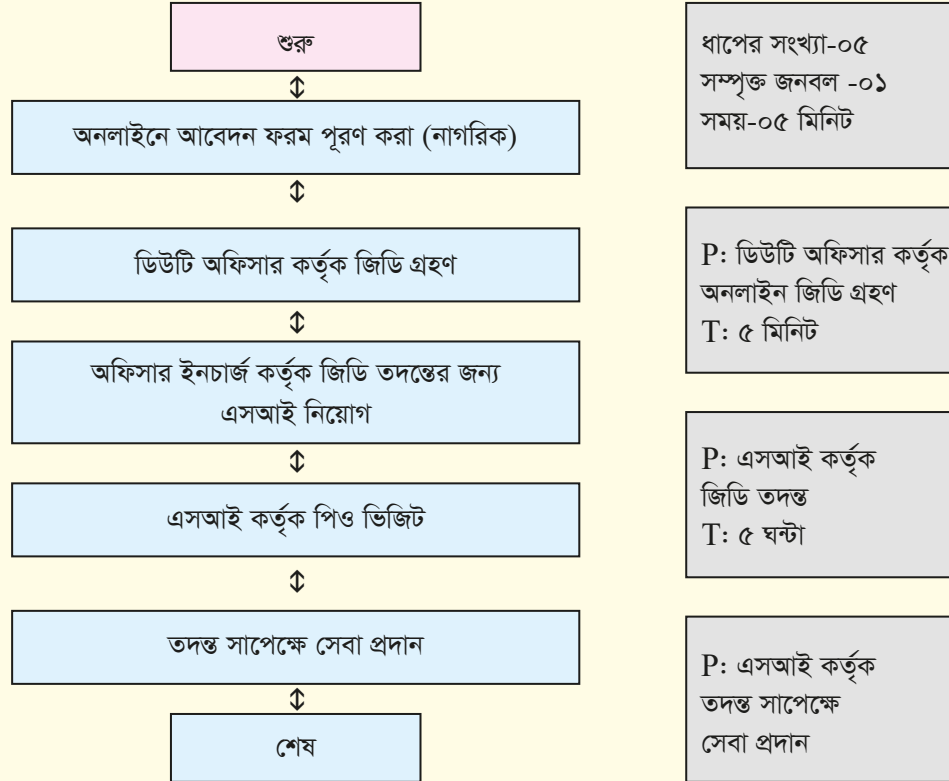 শুরু
অনলাইনে আবেদন ফরম পূরণ করা (নাগরিক)
ডিউটি অফিসার কর্তৃক জিডি গ্রহণ
অফিসার ইনচার্জ কর্তৃক জিডি তদন্তের জন্য
এসআই নিয়োগ
এসআই কর্তৃক পিও ভিজিট
তদন্ত সাপেক্ষে সেবা প্রদান
শেষ
ধাপের সংখ্যা-০৫
সম্পৃক্ত জনবল -০১
সময়-০৫ মিনিট
P: ডিউটি অফিসার কর্তৃক
অনলাইন জিডি গ্রহণ
T: ৫ মিনিট
P: এসআই কর্তৃক
জিডি তদন্ত
T: ৫ ঘন্টা
P: এসআই কর্তৃক
তদন্ত সাপেক্ষে
সেবা প্রদান